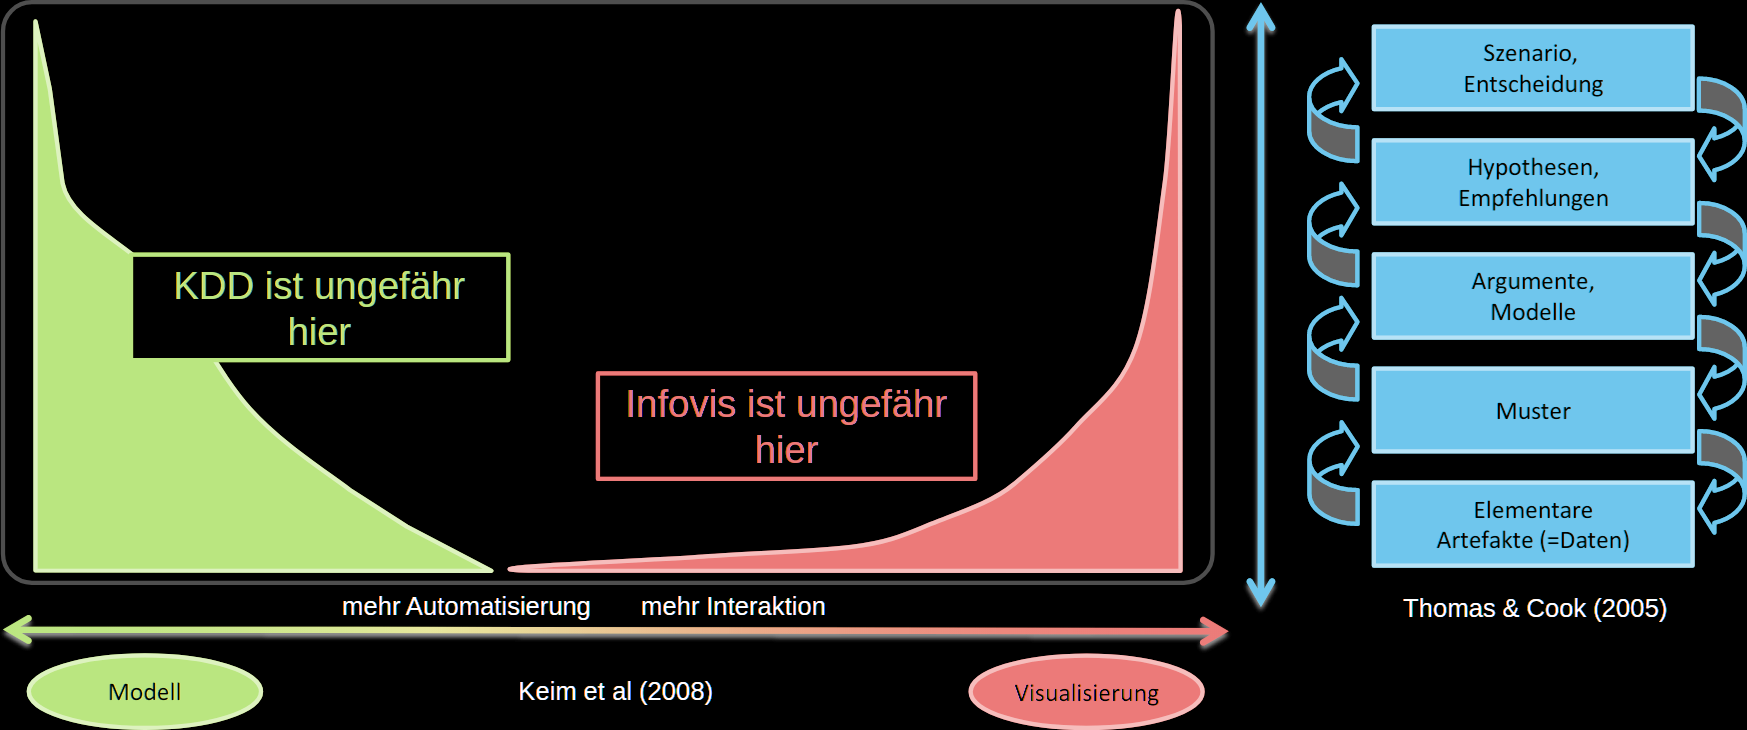 KDD ist ungefähr
hier
Infovis ist ungefähr
hier
mehr Automatisierung
mehr Interaktion
Modell
Keim et al (2008)
Visualisierung
Szenario,
Entscheidung
Hypothesen,
Empfehlungen
Argumente,
Modelle
Muster
Elementare
Artefakte (=Daten)
Thomas & Cook (2005)